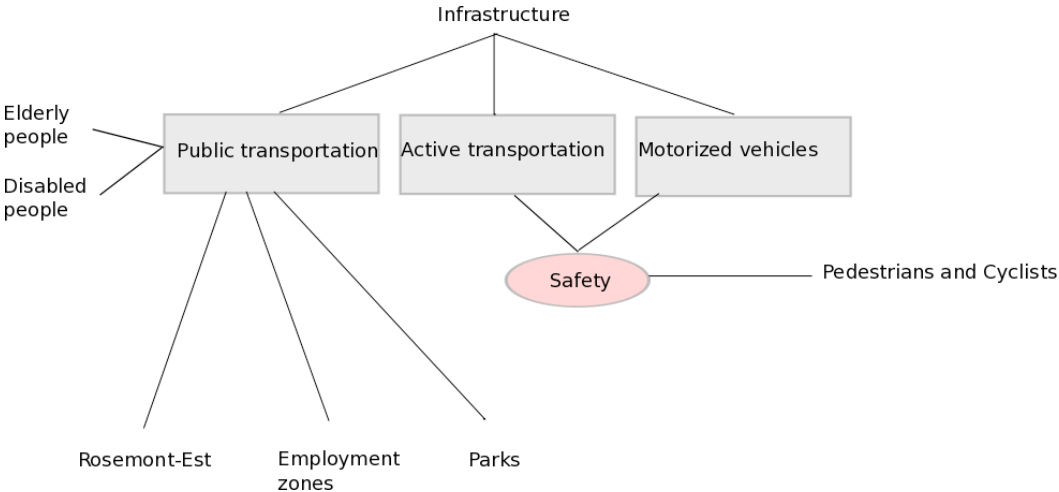 Infrastructure
Elderly
people
Disabled
people
Public transportation
Active transportation
Motorized vehicles
Safety
Pedestrians and Cyclists
Rosemont-Est
Employment
zones
Parks